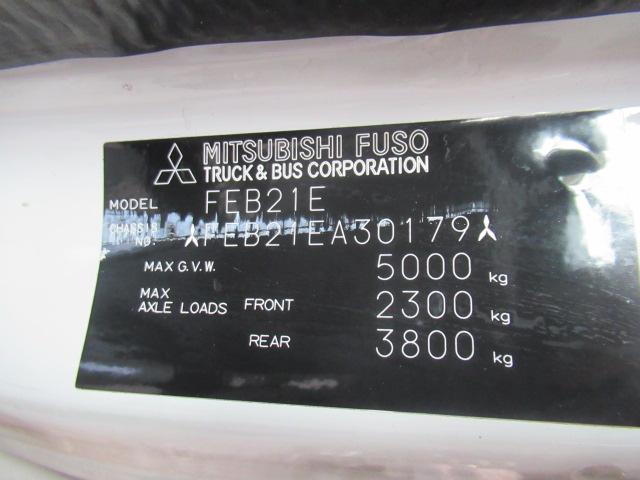 MITSUBISHI FUSO
TRUCK & BUS CORPORATION
MODEL FEB21E
CHASSIS NO. FEB21EA30179
MAX G.V.W. 5000 kg
MAX AXLE LOADS FRONT 2300 kg
REAR 3800 kg